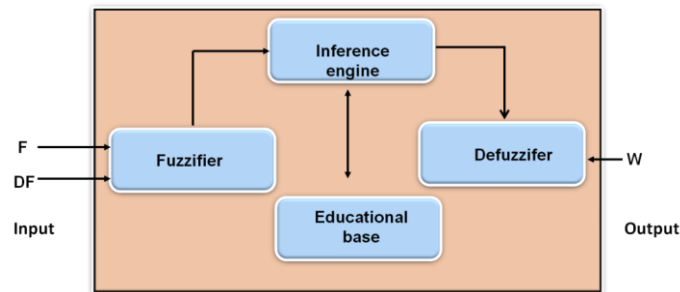 Inference
engine
F
Fuzzifier
Defuzzifer
W
DF
Educational
base
Input
Output